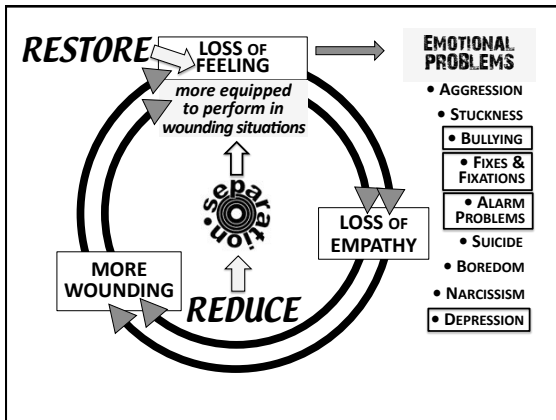 RESTORE
LOSS OF
FEELING
more equipped
to perform in
wounding situations
separation
LOSS OF
EMPATHY
MORE
WOUNDING
REDUCE
EMOTIONAL
PROBLEMS
• AGGRESSION
• STUCKNESS
• BULLYING
• FIXES &
FIXATIONS
• ALARM
PROBLEMS
• SUICIDE
• BOREDOM
• NARCISSISM
• DEPRESSION